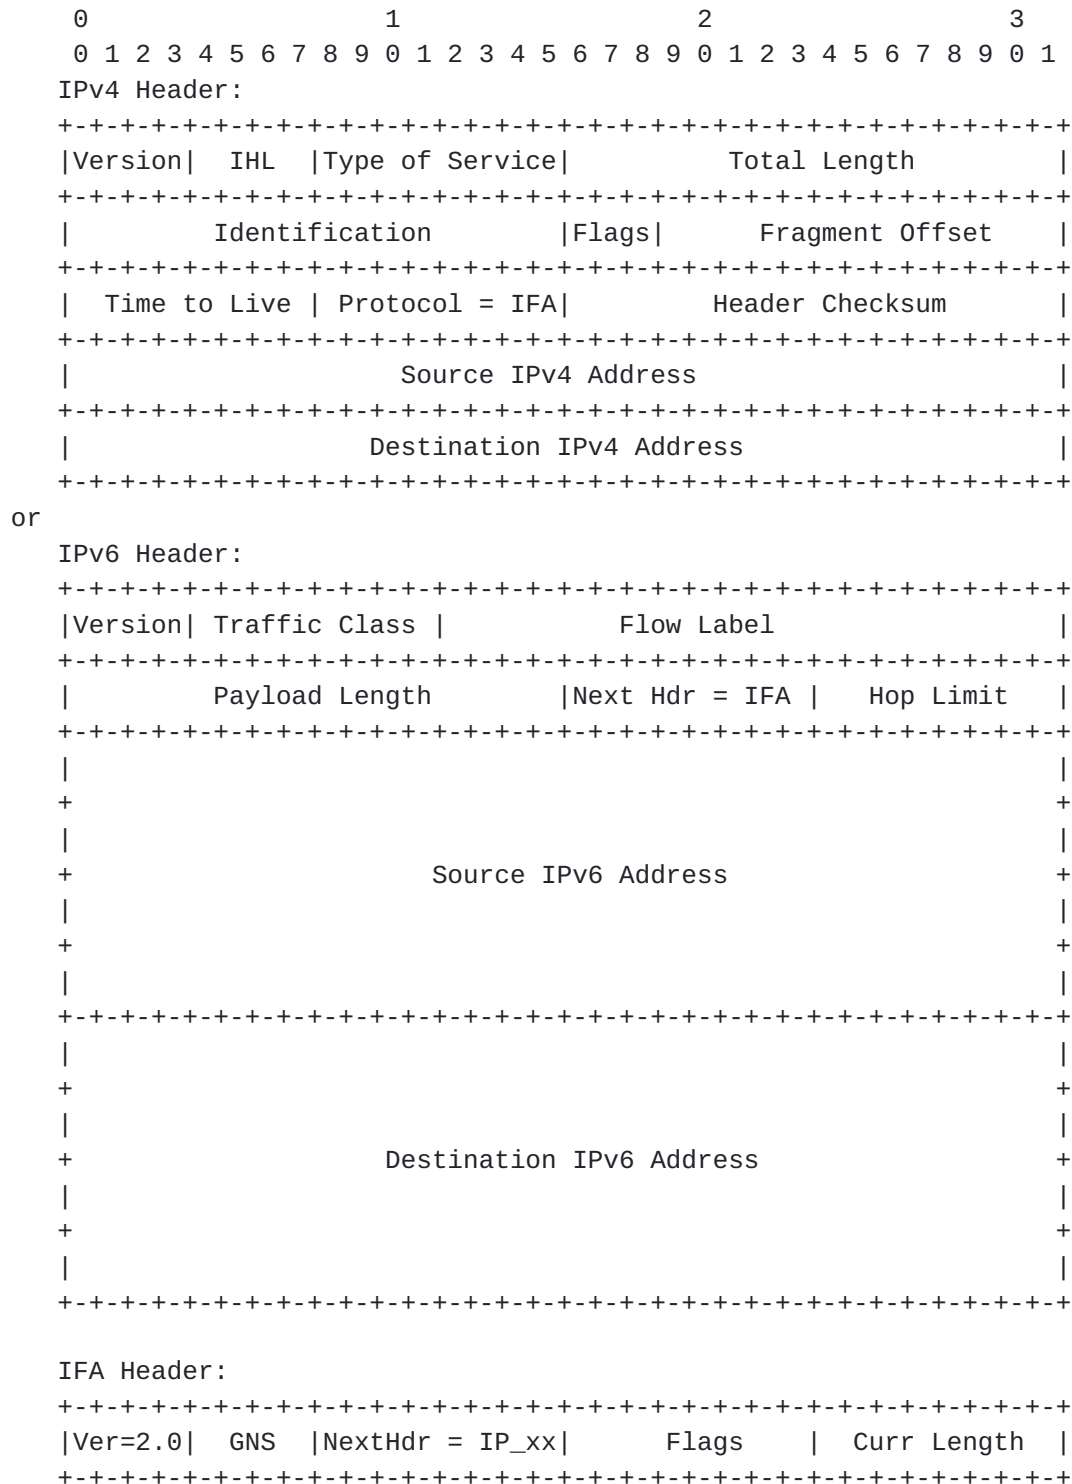 0                   1                   2                   3
 0 1 2 3 4 5 6 7 8 9 0 1 2 3 4 5 6 7 8 9 0 1 2 3 4 5 6 7 8 9 0 1
IPv4 Header:
+-+-+-+-+-+-+-+-+-+-+-+-+-+-+-+-+-+-+-+-+-+-+-+-+-+-+-+-+-+-+-+-+
|Version|  IHL  |Type of Service|          Total Length         |
+-+-+-+-+-+-+-+-+-+-+-+-+-+-+-+-+-+-+-+-+-+-+-+-+-+-+-+-+-+-+-+-+
|         Identification        |Flags|      Fragment Offset    |
+-+-+-+-+-+-+-+-+-+-+-+-+-+-+-+-+-+-+-+-+-+-+-+-+-+-+-+-+-+-+-+-+
|  Time to Live | Protocol = IFA|         Header Checksum       |
+-+-+-+-+-+-+-+-+-+-+-+-+-+-+-+-+-+-+-+-+-+-+-+-+-+-+-+-+-+-+-+-+
|                     Source IPv4 Address                       |
+-+-+-+-+-+-+-+-+-+-+-+-+-+-+-+-+-+-+-+-+-+-+-+-+-+-+-+-+-+-+-+-+
|                   Destination IPv4 Address                    |
+-+-+-+-+-+-+-+-+-+-+-+-+-+-+-+-+-+-+-+-+-+-+-+-+-+-+-+-+-+-+-+-+
or
IPv6 Header:
+-+-+-+-+-+-+-+-+-+-+-+-+-+-+-+-+-+-+-+-+-+-+-+-+-+-+-+-+-+-+-+-+
|Version| Traffic Class |           Flow Label                  |
+-+-+-+-+-+-+-+-+-+-+-+-+-+-+-+-+-+-+-+-+-+-+-+-+-+-+-+-+-+-+-+-+
|         Payload Length        |Next Hdr = IFA |   Hop Limit   |
+-+-+-+-+-+-+-+-+-+-+-+-+-+-+-+-+-+-+-+-+-+-+-+-+-+-+-+-+-+-+-+-+
|                                                               |
+                                                               +
|                                                               |
+                       Source IPv6 Address                     +
|                                                               |
+                                                               +
|                                                               |
+-+-+-+-+-+-+-+-+-+-+-+-+-+-+-+-+-+-+-+-+-+-+-+-+-+-+-+-+-+-+-+-+
|                                                               |
+                                                               +
|                                                               |
+                    Destination IPv6 Address                   +
|                                                               |
+                                                               +
|                                                               |
+-+-+-+-+-+-+-+-+-+-+-+-+-+-+-+-+-+-+-+-+-+-+-+-+-+-+-+-+-+-+-+-+
IFA Header:
+-+-+-+-+-+-+-+-+-+-+-+-+-+-+-+-+-+-+-+-+-+-+-+-+-+-+-+-+-+-+-+-+
|Ver=2.0|  GNS  |NextHdr = IP_xx|      Flags    |  Curr Length  |
+-+-+-+-+-+-+-+-+-+-+-+-+-+-+-+-+-+-+-+-+-+-+-+-+-+-+-+-+-+-+-+-+